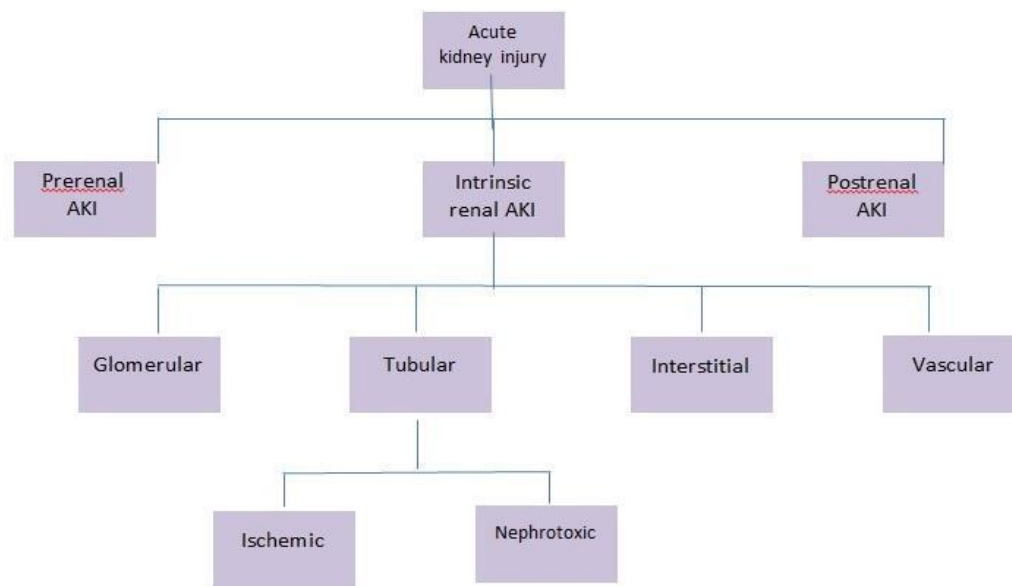 Acute
kidney injury
Prerenal
AKI
Intrinsic
renal AKI
Postrenal
AKI
Glomerular
Tubular
Interstitial
Vascular
Ischemic
Nephrotoxic